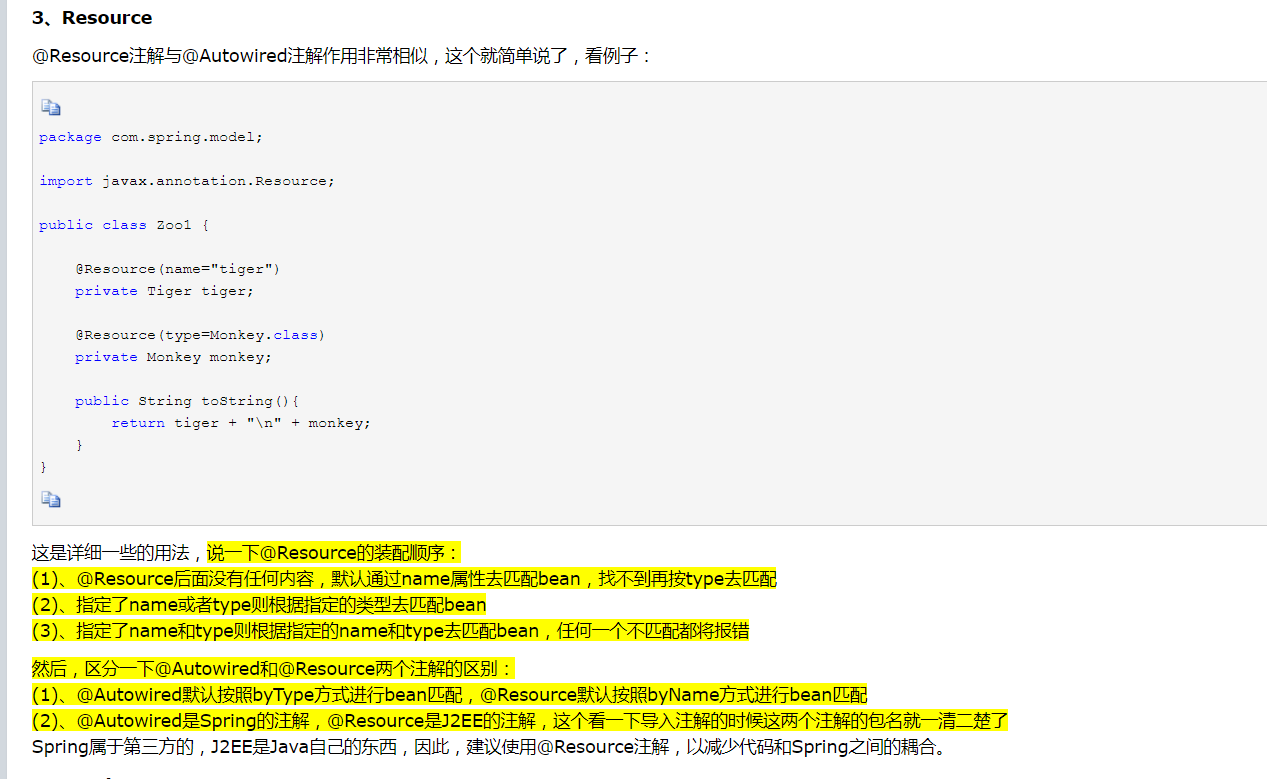 3、Resource
@Resource注解与@Autowired注解作用非常相似，这个就简单说了，看例子：
package com.spring.model;
import javax.annotation.Resource;
public class Zoo1 {
@Resource(name="tiger")
private Tiger tiger;
@Resource(type=Monkey.class)
private Monkey monkey;
public String toString(){
return tiger + "\n" + monkey;
}
}
这是详细一些的用法，说一下@Resource的装配顺序：
(1)、@Resource后面没有任何内容，默认通过name属性去匹配bean，找不到再按type去匹配
(2)、指定了name或者type则根据指定的类型去匹配bean
(3)、指定了name和type则根据指定的name和type去匹配bean，任何一个不匹配都将报错
然后，区分一下@Autowired和@Resource两个注解的区别：
(1)、@Autowired默认按照byType方式进行bean匹配，@Resource默认按照byName方式进行bean匹配
(2)、@Autowired是Spring的注解，@Resource是J2EE的注解，这个看一下导入注解的时候这两个注解的包名就一清二楚了
Spring属于第三方的，J2EE是Java自己的东西，因此，建议使用@Resource注解，以减少代码和Spring之间的耦合。